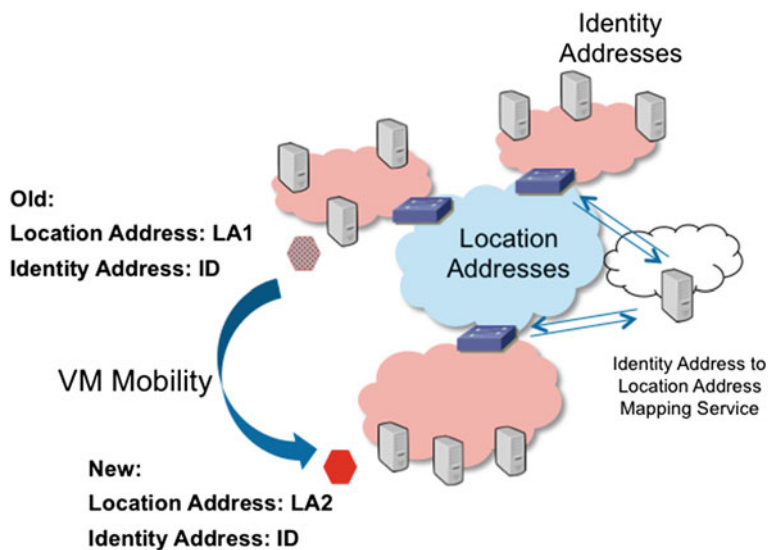 Identity
Addresses
Old:
Location Address: LA1
Identity Address: ID
Location
Addresses
VM Mobility
Identity Address to
Location Address
Mapping Service
New:
Location Address: LA2
Identity Address: ID